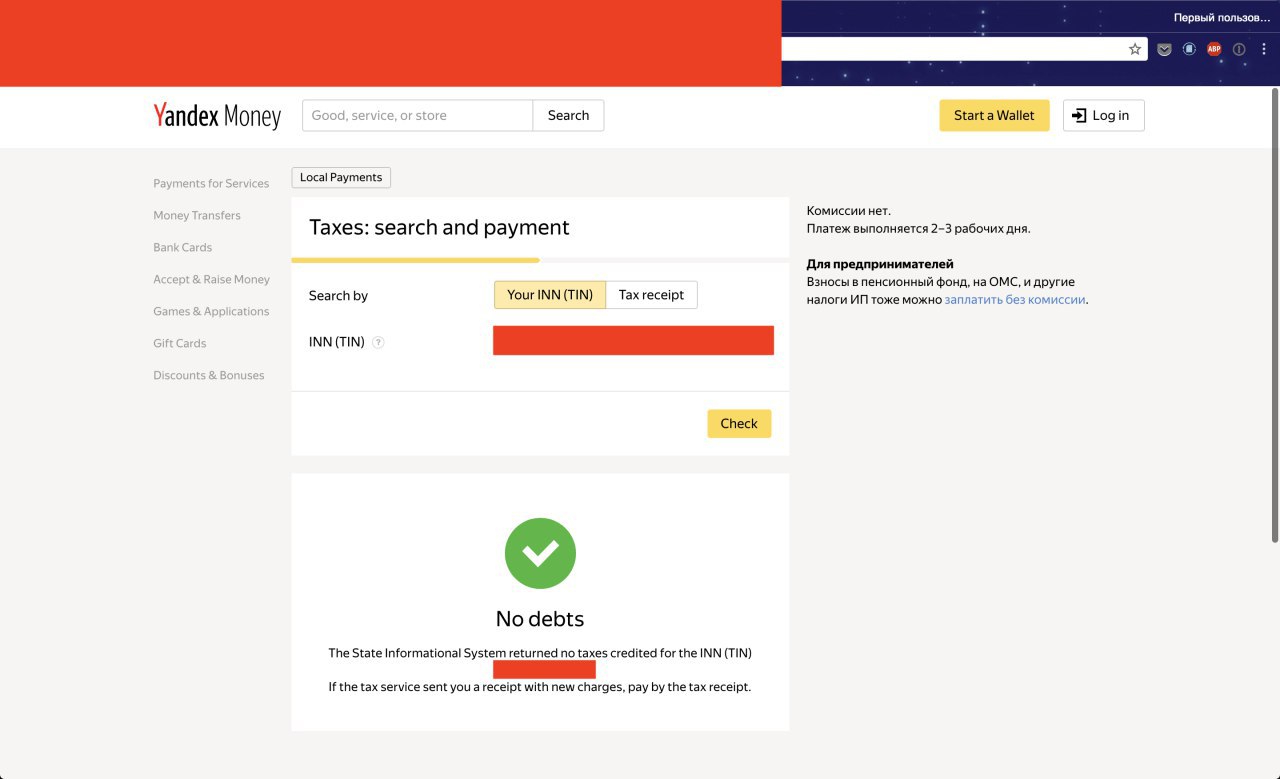 Первый пользов...
ABP
Yandex Money
Good, service, or store
Search
Start a Wallet
Log in
Payments for Services
Money Transfers
Bank Cards
Accept & Raise Money
Games & Applications
Gift Cards
Discounts & Bonuses
Local Payments
Taxes: search and payment
Search by
Your INN (TIN)
Tax receipt
INN (TIN) ?
Check
No debts
The State Informational System returned no taxes credited for the INN (TIN)
If the tax service sent you a receipt with new charges, pay by the tax receipt.
Комиссии нет.
Платеж выполняется 2–3 рабочих дня.
Для предпринимателей
Взносы в пенсионный фонд, на ОМС, и другие
налоги ИП тоже можно заплатить без комиссии.